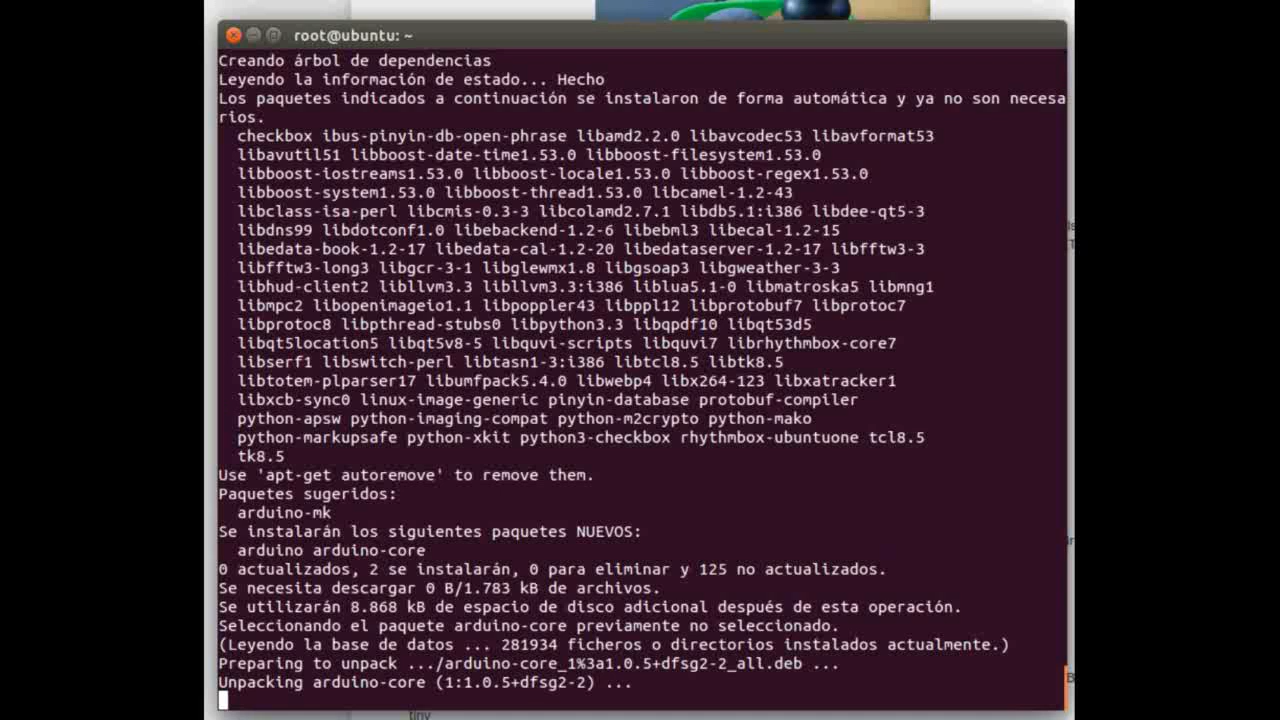 root@ubuntu: ~
Creando árbol de dependencias
Leyendo la información de estado... Hecho
Los paquetes indicados a continuación se instalaron de forma automática y ya no son necesa
rios.
checkbox ibus-pinyin-db-open-phrase libamd2.2.0 libavcodec53 libavformat53
libavutil51 libboost-date-time1.53.0 libboost-filesystem1.53.0
libboost-iostreams1.53.0 libboost-locale1.53.0 libboost-regex1.53.0
libboost-system1.53.0 libboost-thread1.53.0 libcamel-1.2-43
libclass-isa-perl libcmis-0.3-3 libcolamd2.7.1 libdb5.1:i386 libdee-qt5-3
libdns99 libdotconf1.0 libebackend-1.2-6 libebml3 libecal-1.2-15
libedata-book-1.2-17 libedata-cal-1.2-20 libedataserver-1.2-17 libfftw3-3
libfftw3-long3 libgcr-3-1 libglewmx1.8 libgsoap3 libgweather-3-3
libhud-client2 libllvm3.3 libllvm3.3:i386 liblua5.1-0 libmatroska5 libmng1
libmpc2 libopenimageio1.1 libpoppler43 libppl12 libprotobuf7 libprotoc7
libprotoc8 libpthread-stubs0 libpython3.3 libqpdf10 libqt53d5
libqt5location5 libqt5v8-5 libquvi-scripts libquvi7 librhythmbox-core7
libserf1 libswitch-perl libtasn1-3:i386 libtcl8.5 libtk8.5
libtotem-plparser17 libumfpack5.4.0 libwebp4 libx264-123 libxatracker1
libxcb-sync0 linux-image-generic pinyin-database protobuf-compiler
python-apsw python-imaging-compat python-m2crypto python-mako
python-markupsafe python-xkit python3-checkbox rhythmbox-ubuntuone tcl8.5
tk8.5
Use 'apt-get autoremove' to remove them.
Paquetes sugeridos:
arduino-mk
Se instalarán los siguientes paquetes NUEVOS:
arduino arduino-core
0 actualizados, 2 se instalarán, 0 para eliminar y 125 no actualizados.
Se necesita descargar 0 B/1.783 kB de archivos.
Se utilizarán 8.868 kB de espacio de disco adicional después de esta operación.
Seleccionando el paquete arduino-core previamente no seleccionado.
(Leyendo la base de datos ... 281934 ficheros o directorios instalados actualmente.)
Preparing to unpack .../arduino-core_1%3a1.0.5+dfsg2-2_all.deb ...
Unpacking arduino-core (1:1.0.5+dfsg2-2) ...
tiny